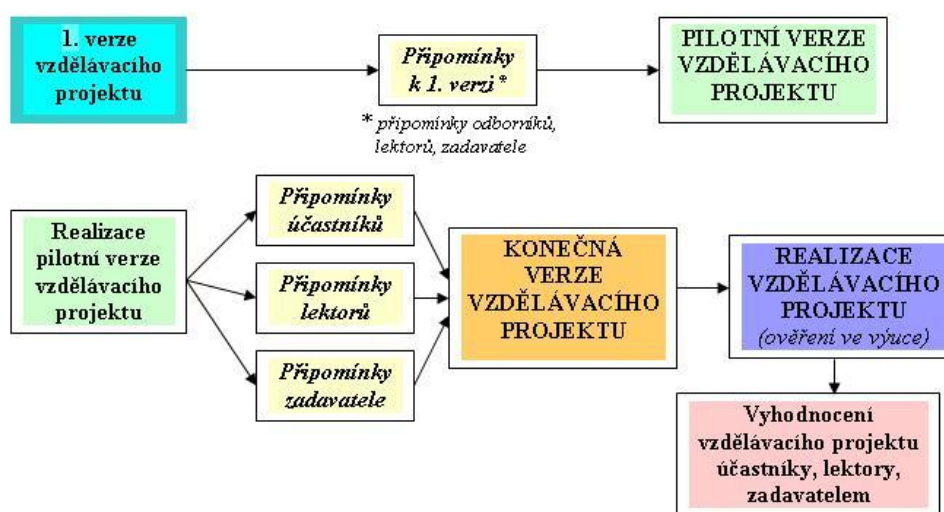 1. verze
vzdělávacího
projektu
Připomínky
k 1. verzi *
* připomínky odborníků,
lektorů, zadavatele
PILOTNÍ VERZE
VZDĚLÁVACÍHO
PROJEKTU
Realizace
pilotní verze
vzdělávacího
projektu
Připomínky
účastníků
Připomínky
lektorů
Připomínky
zadavatele
KONEČNÁ
VERZE
VZDĚLÁVACÍHO
PROJEKTU
REALIZACE
VZDĚLÁVACÍHO
PROJEKTU
(ověření ve výuce)
Vyhodnocení
vzdělávacího projektu
účastníky, lektory,
zadavatelem